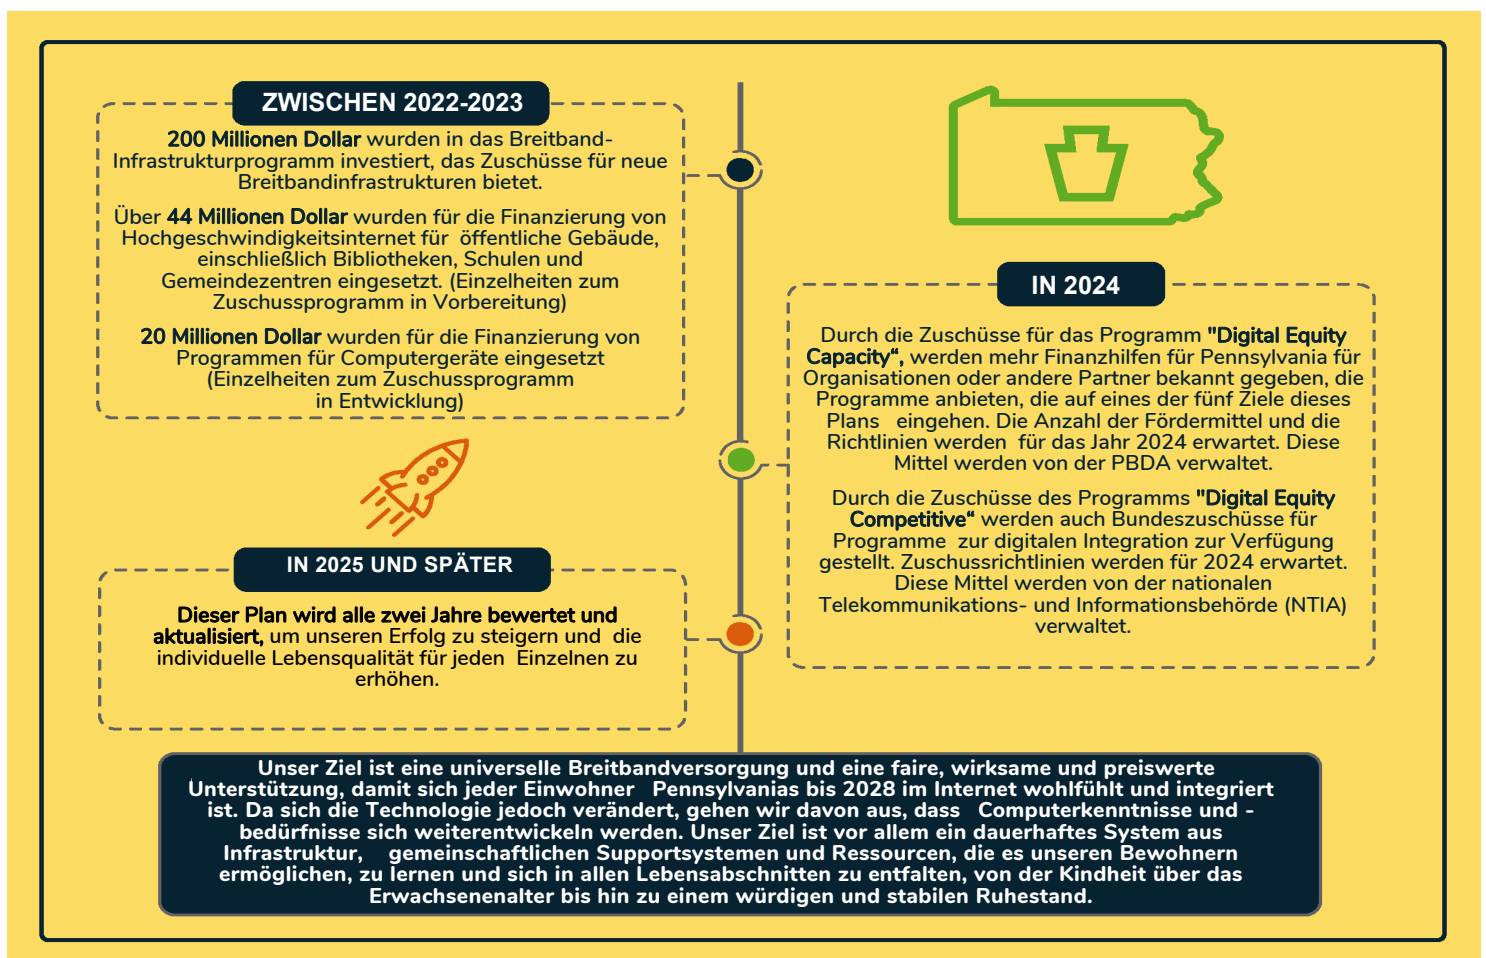 ZWISCHEN 2022-2023
200 Millionen Dollar wurden in das Breitband-
Infrastrukturprogramm investiert, das Zuschüsse für neue
Breitbandinfrastrukturen bietet.
Über 44 Millionen Dollar wurden für die Finanzierung von
Hochgeschwindigkeitsinternet für öffentliche Gebäude,
einschließlich Bibliotheken, Schulen und
Gemeindezentren eingesetzt. (Einzelheiten zum
Zuschussprogramm in Vorbereitung)
20 Millionen Dollar wurden für die Finanzierung von
Programmen für Computergeräte eingesetzt
(Einzelheiten zum Zuschussprogramm
in Entwicklung)
IN 2024
Durch die Zuschüsse für das Programm "Digital Equity
Capacity“, werden mehr Finanzhilfen für Pennsylvania für
Organisationen oder andere Partner bekannt gegeben, die
Programme anbieten, die auf eines der fünf Ziele dieses
Plans eingehen. Die Anzahl der Fördermittel und die
Richtlinien werden für das Jahr 2024 erwartet. Diese
Mittel werden von der PBDA verwaltet.
Durch die Zuschüsse des Programms "Digital Equity
Competitive“ werden auch Bundeszuschüsse für
Programme zur digitalen Integration zur Verfügung
gestellt. Zuschussrichtlinien werden für 2024 erwartet.
Diese Mittel werden von der nationalen
Telekommunikations- und Informationsbehörde (NTIA)
verwaltet.
IN 2025 UND SPÄTER
Dieser Plan wird alle zwei Jahre bewertet und
aktualisiert, um unseren Erfolg zu steigern und die
individuelle Lebensqualität für jeden Einzelnen zu
erhöhen.
Unser Ziel ist eine universelle Breitbandversorgung und eine faire, wirksame und preiswerte
Unterstützung, damit sich jeder Einwohner Pennsylvanias bis 2028 im Internet wohlfühlt und integriert
ist. Da sich die Technologie jedoch verändert, gehen wir davon aus, dass Computerkenntnisse und -
bedürfnisse sich weiterentwickeln werden. Unser Ziel ist vor allem ein dauerhaftes System aus
Infrastruktur, gemeinschaftlichen Supportsystemen und Ressourcen, die es unseren Bewohnern
ermöglichen, zu lernen und sich in allen Lebensabschnitten zu entfalten, von der Kindheit über das
Erwachsenenalter bis hin zu einem würdigen und stabilen Ruhestand.